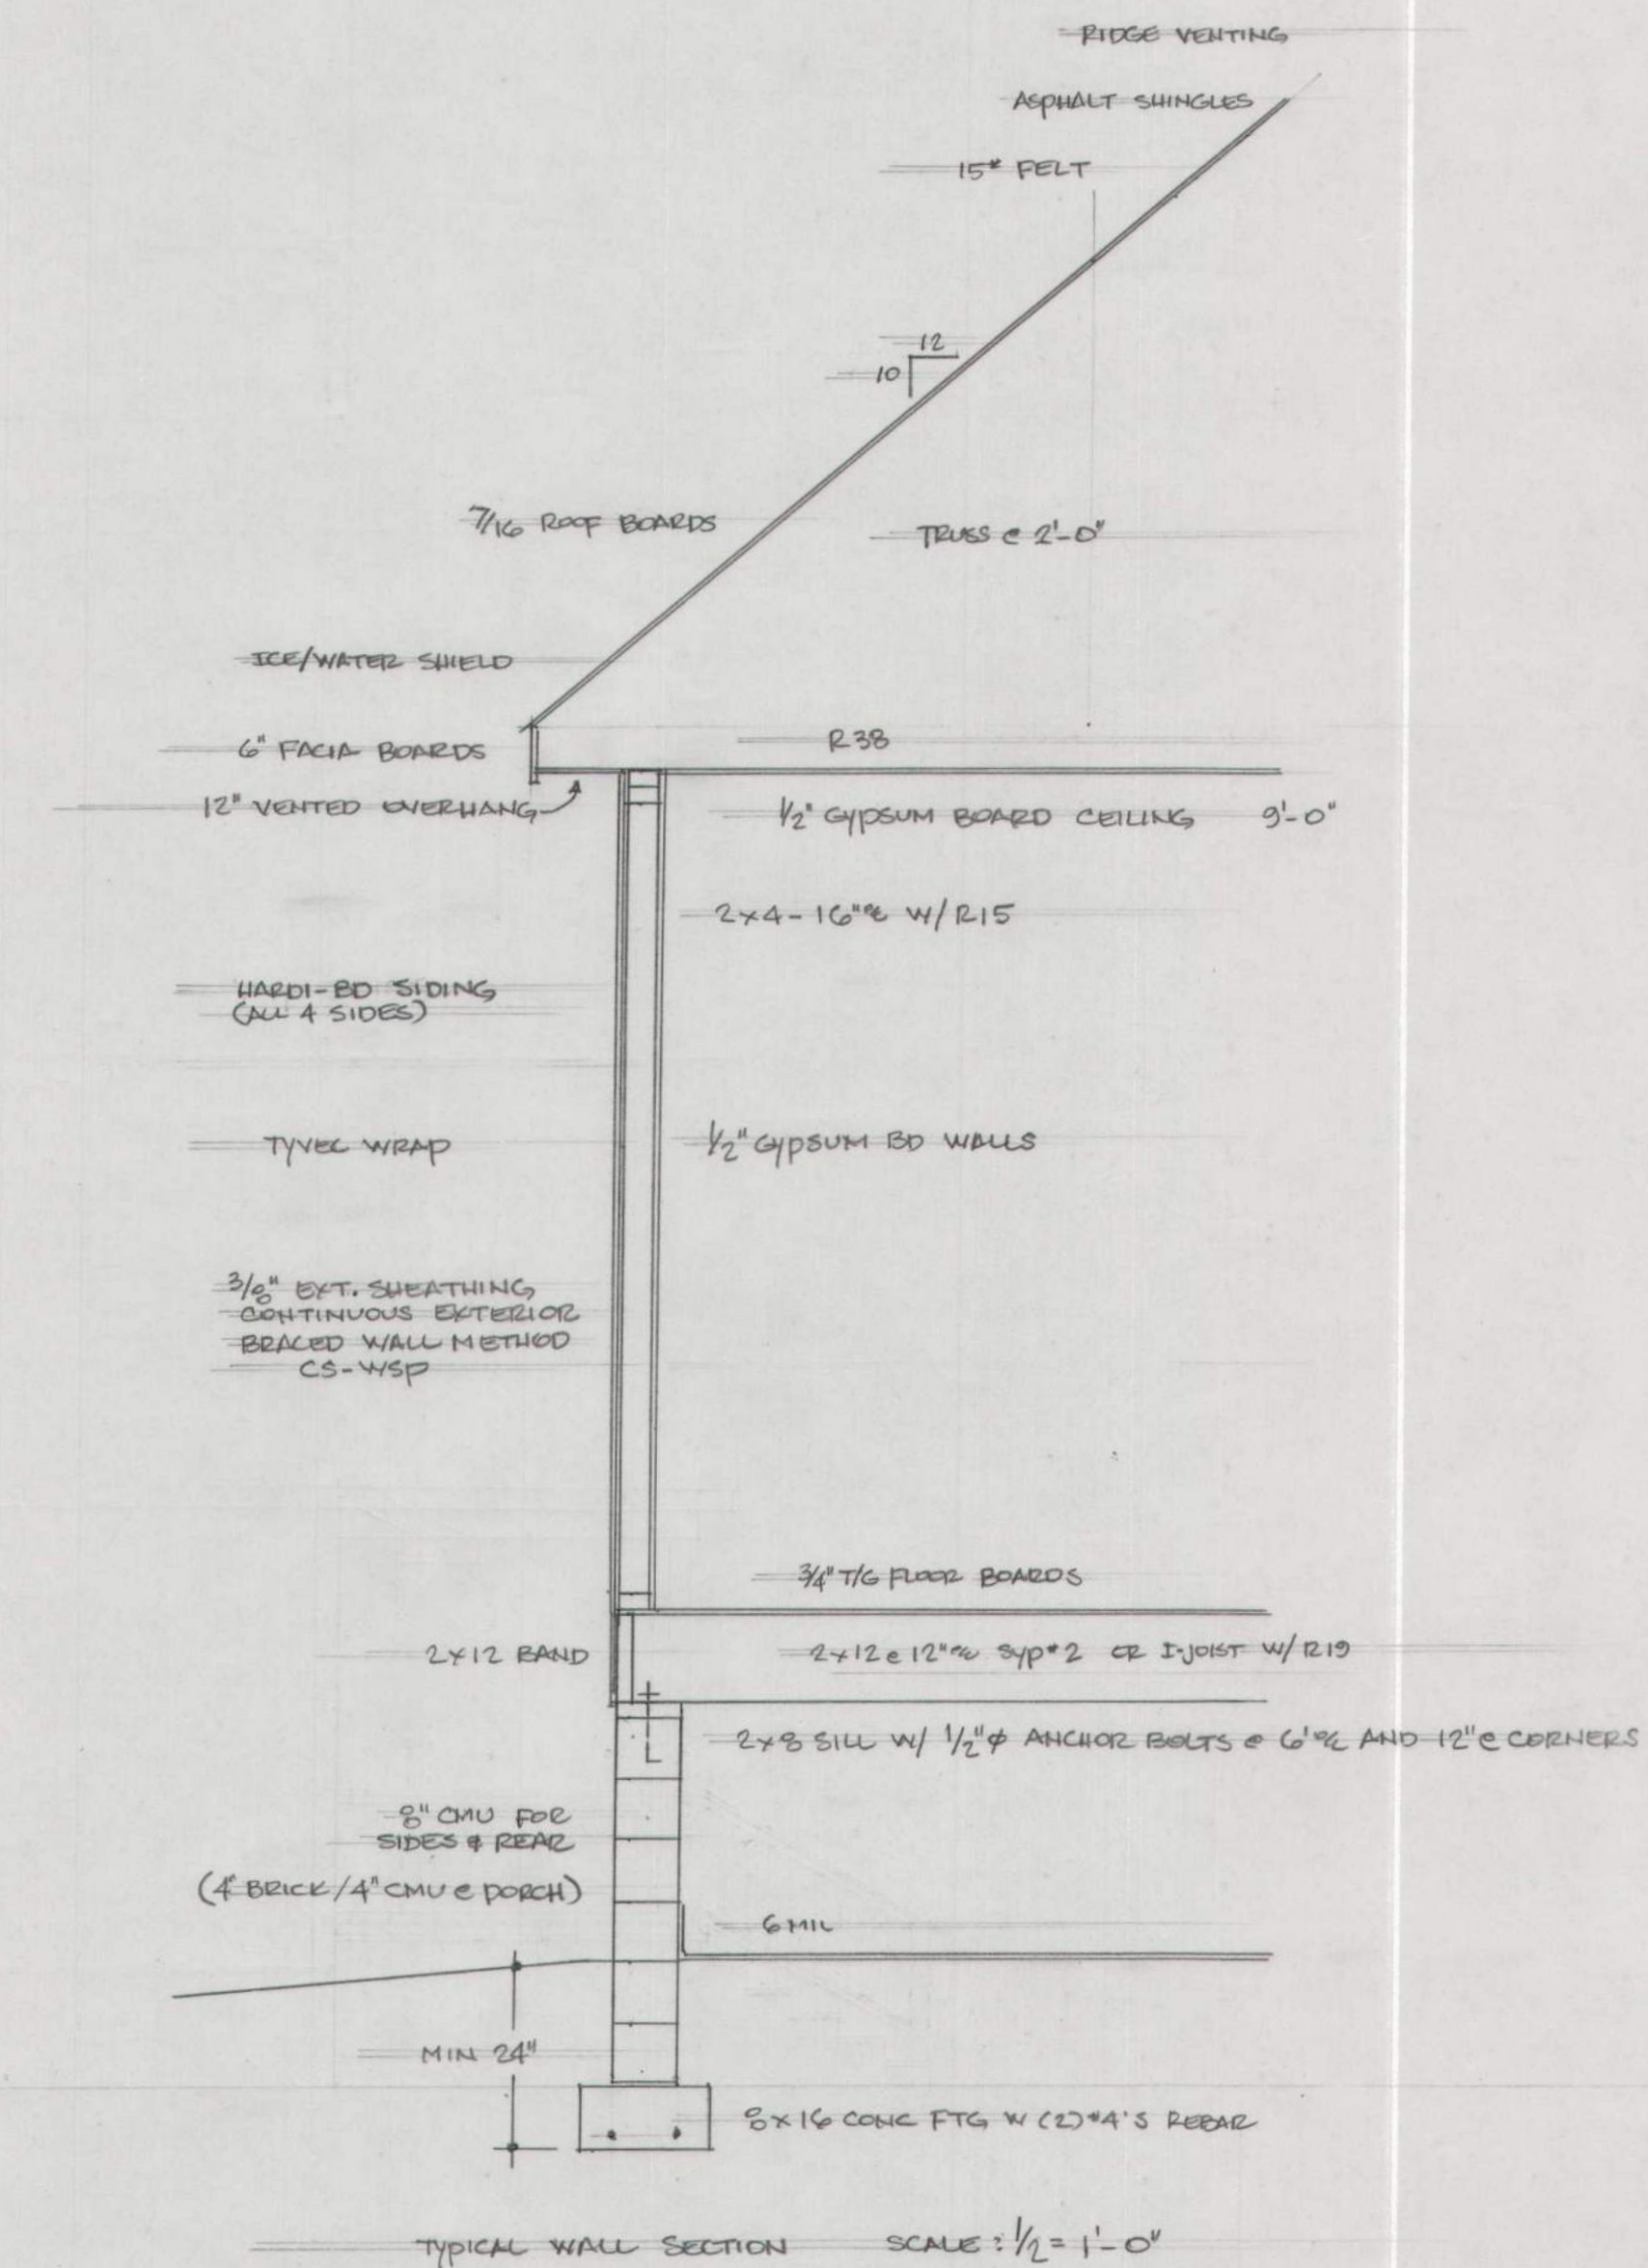 RIDGE VENTING
ASPHALT SHINGLES
15# FELT
12
10
7/16 ROOF BOARDS
TRUSS @ 2'-0"
ICE/WATER SHIELD
6" FACIA BOARDS
R38
12" VENTED OVERHANG
1/2" GYPSUM BOARD CEILING 9'-0"
2x4-16"o/c W/R15
HARDI-BD SIDING
(ALL 4 SIDES)
TYVEC WRAP
1/2" GYPSUM BD WALLS
3/8" EXT. SHEATHING
CONTINUOUS EXTERIOR
BRACED WALL METHOD
CS-WSP
3/4" T/G FLOOR BOARDS
2x12 BAND
2x12 @ 12"o/c SYP#2 OR I-JOIST W/R19
2x8 SILL W/ 1/2"φ ANCHOR BOLTS @ 6'o/c AND 12"@ CORNERS
8" CMU FOR
SIDES & REAR
(4" BRICK/4" CMU @ PORCH)
6 MIL
MIN 24"
8x16 CONC FTG W (2)#4'S REBAR
TYPICAL WALL SECTION SCALE: 1/2 = 1'-0"